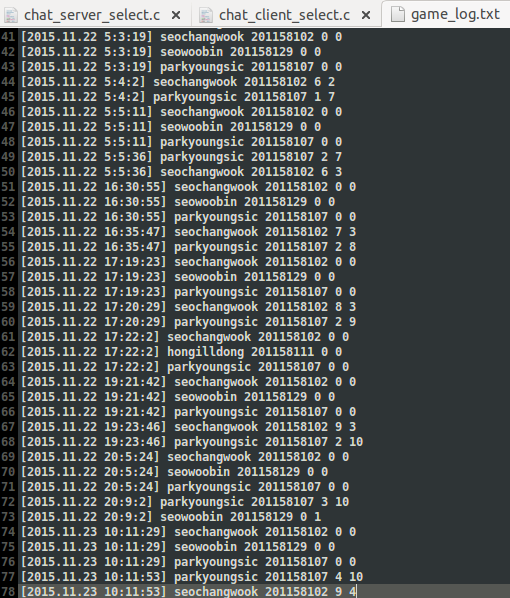 chat_server_select.c × chat_client_select.c × game_log.txt
41 [2015.11.22 5:3:19] seochangwook 201158102 0 0
42 [2015.11.22 5:3:19] seowoobin 201158129 0 0
43 [2015.11.22 5:3:19] parkyoungsic 201158107 0 0
44 [2015.11.22 5:4:2] seochangwook 201158102 6 2
45 [2015.11.22 5:4:2] parkyoungsic 201158107 1 7
46 [2015.11.22 5:5:11] seochangwook 201158102 0 0
47 [2015.11.22 5:5:11] seowoobin 201158129 0 0
48 [2015.11.22 5:5:11] parkyoungsic 201158107 0 0
49 [2015.11.22 5:5:36] parkyoungsic 201158107 2 7
50 [2015.11.22 5:5:36] seochangwook 201158102 6 3
51 [2015.11.22 16:30:55] seochangwook 201158102 0 0
52 [2015.11.22 16:30:55] seowoobin 201158129 0 0
53 [2015.11.22 16:30:55] parkyoungsic 201158107 0 0
54 [2015.11.22 16:35:47] seochangwook 201158102 7 3
55 [2015.11.22 16:35:47] parkyoungsic 201158107 2 8
56 [2015.11.22 17:19:23] seochangwook 201158102 0 0
57 [2015.11.22 17:19:23] seowoobin 201158129 0 0
58 [2015.11.22 17:19:23] parkyoungsic 201158107 0 0
59 [2015.11.22 17:20:29] seochangwook 201158102 8 3
60 [2015.11.22 17:20:29] parkyoungsic 201158107 2 9
61 [2015.11.22 17:22:2] seochangwook 201158102 0 0
62 [2015.11.22 17:22:2] hongilldong 201158111 0 0
63 [2015.11.22 17:22:2] parkyoungsic 201158107 0 0
64 [2015.11.22 19:21:42] seochangwook 201158102 0 0
65 [2015.11.22 19:21:42] seowoobin 201158129 0 0
66 [2015.11.22 19:21:42] parkyoungsic 201158107 0 0
67 [2015.11.22 19:23:46] seochangwook 201158102 9 3
68 [2015.11.22 19:23:46] parkyoungsic 201158107 2 10
69 [2015.11.22 20:5:24] seochangwook 201158102 0 0
70 [2015.11.22 20:5:24] seowoobin 201158129 0 0
71 [2015.11.22 20:5:24] parkyoungsic 201158107 0 0
72 [2015.11.22 20:9:2] parkyoungsic 201158107 3 10
73 [2015.11.22 20:9:2] seowoobin 201158129 0 1
74 [2015.11.23 10:11:29] seochangwook 201158102 0 0
75 [2015.11.23 10:11:29] seowoobin 201158129 0 0
76 [2015.11.23 10:11:29] parkyoungsic 201158107 0 0
77 [2015.11.23 10:11:53] parkyoungsic 201158107 4 10
78 [2015.11.23 10:11:53] seochangwook 201158102 9 4